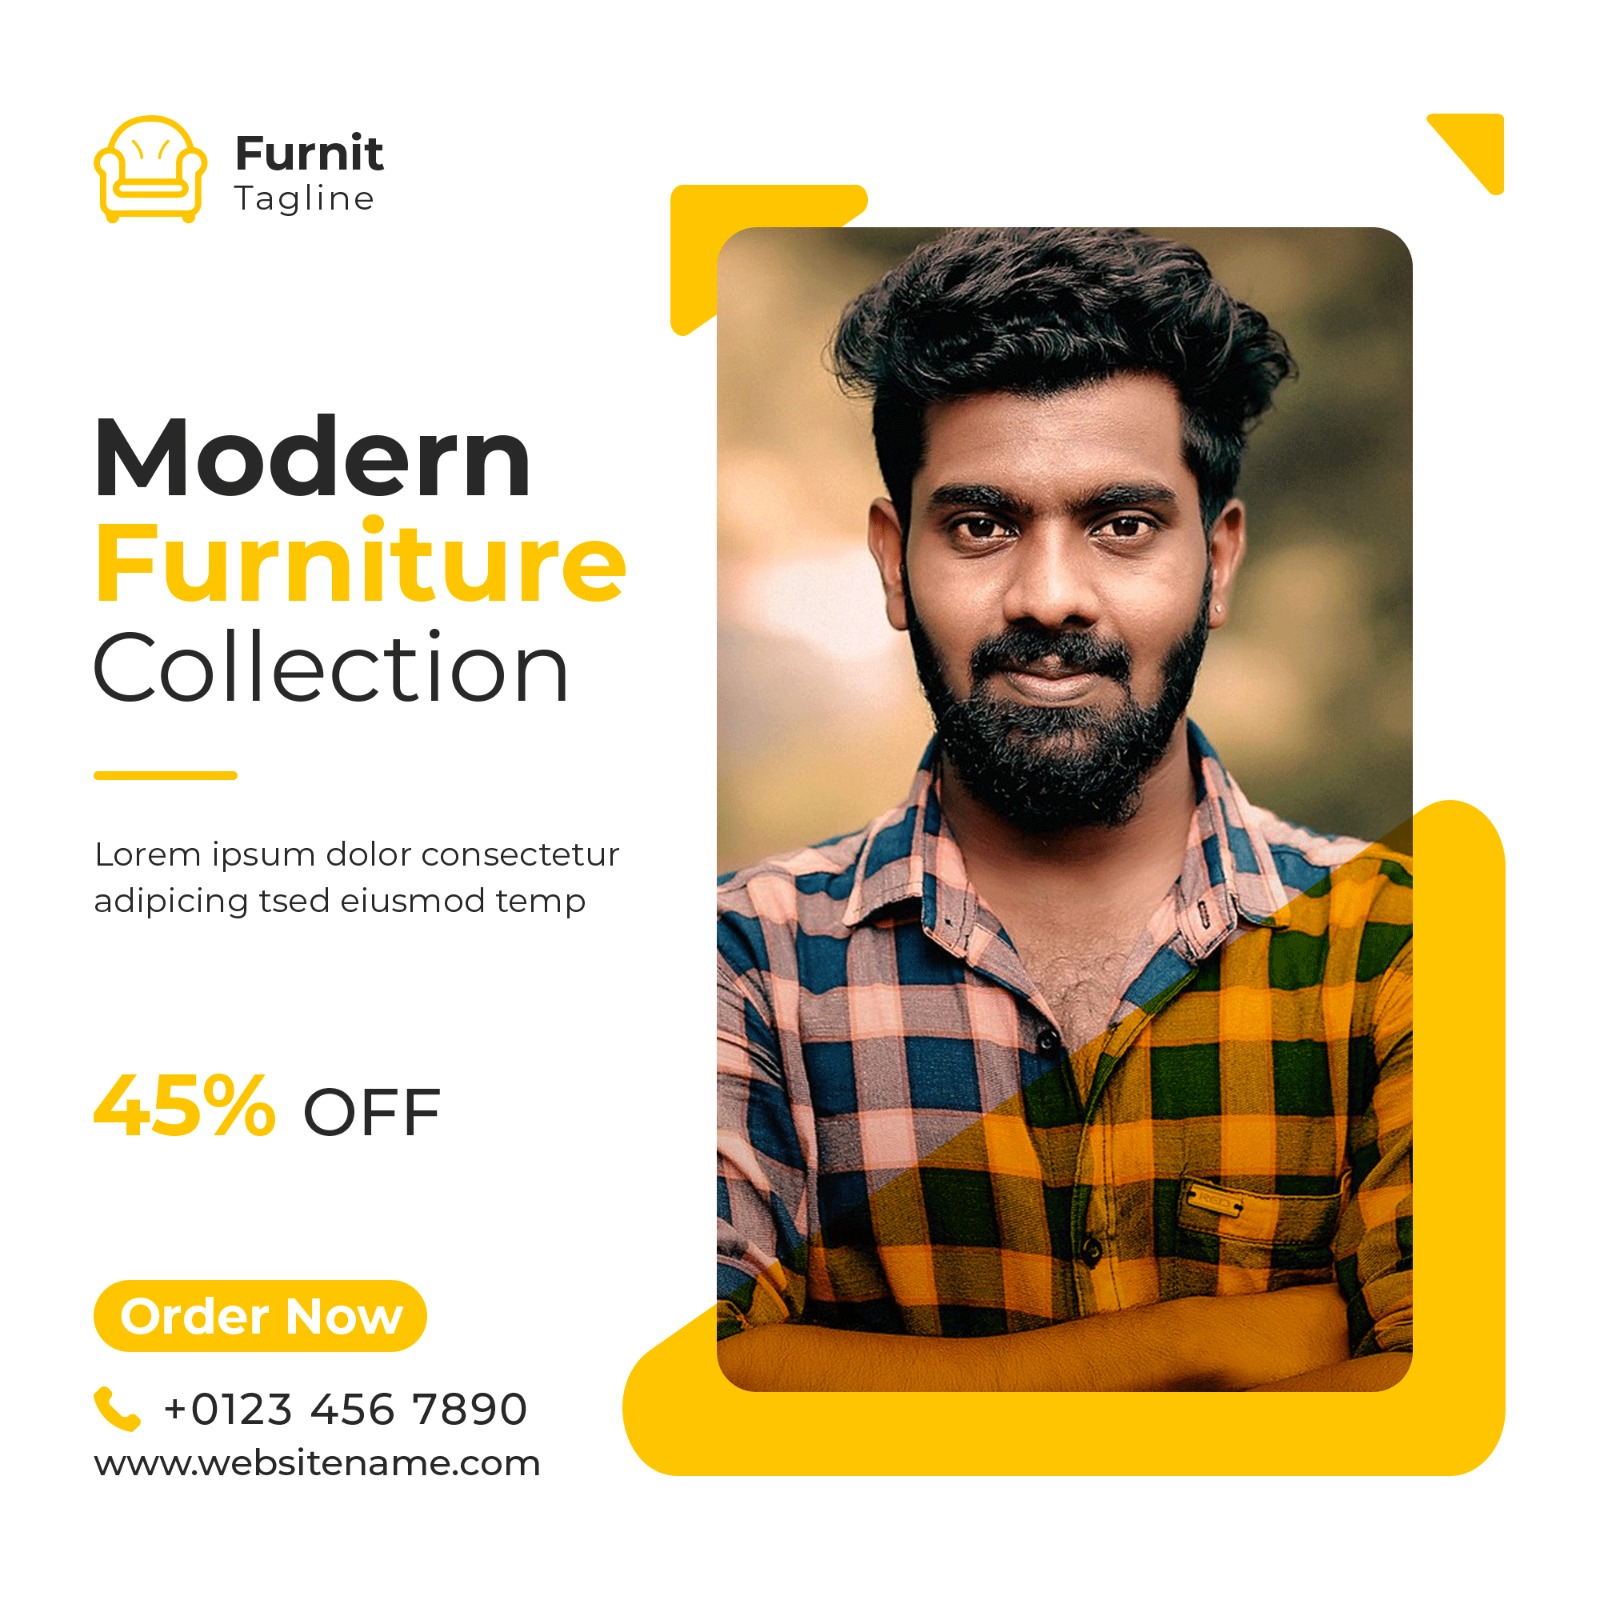 Furnit
Tagline
Modern
Furniture
Collection
Lorem ipsum dolor consectetur
adipicing tsed eiusmod temp
45% OFF
Order Now
+0123 456 7890
www.websitename.com